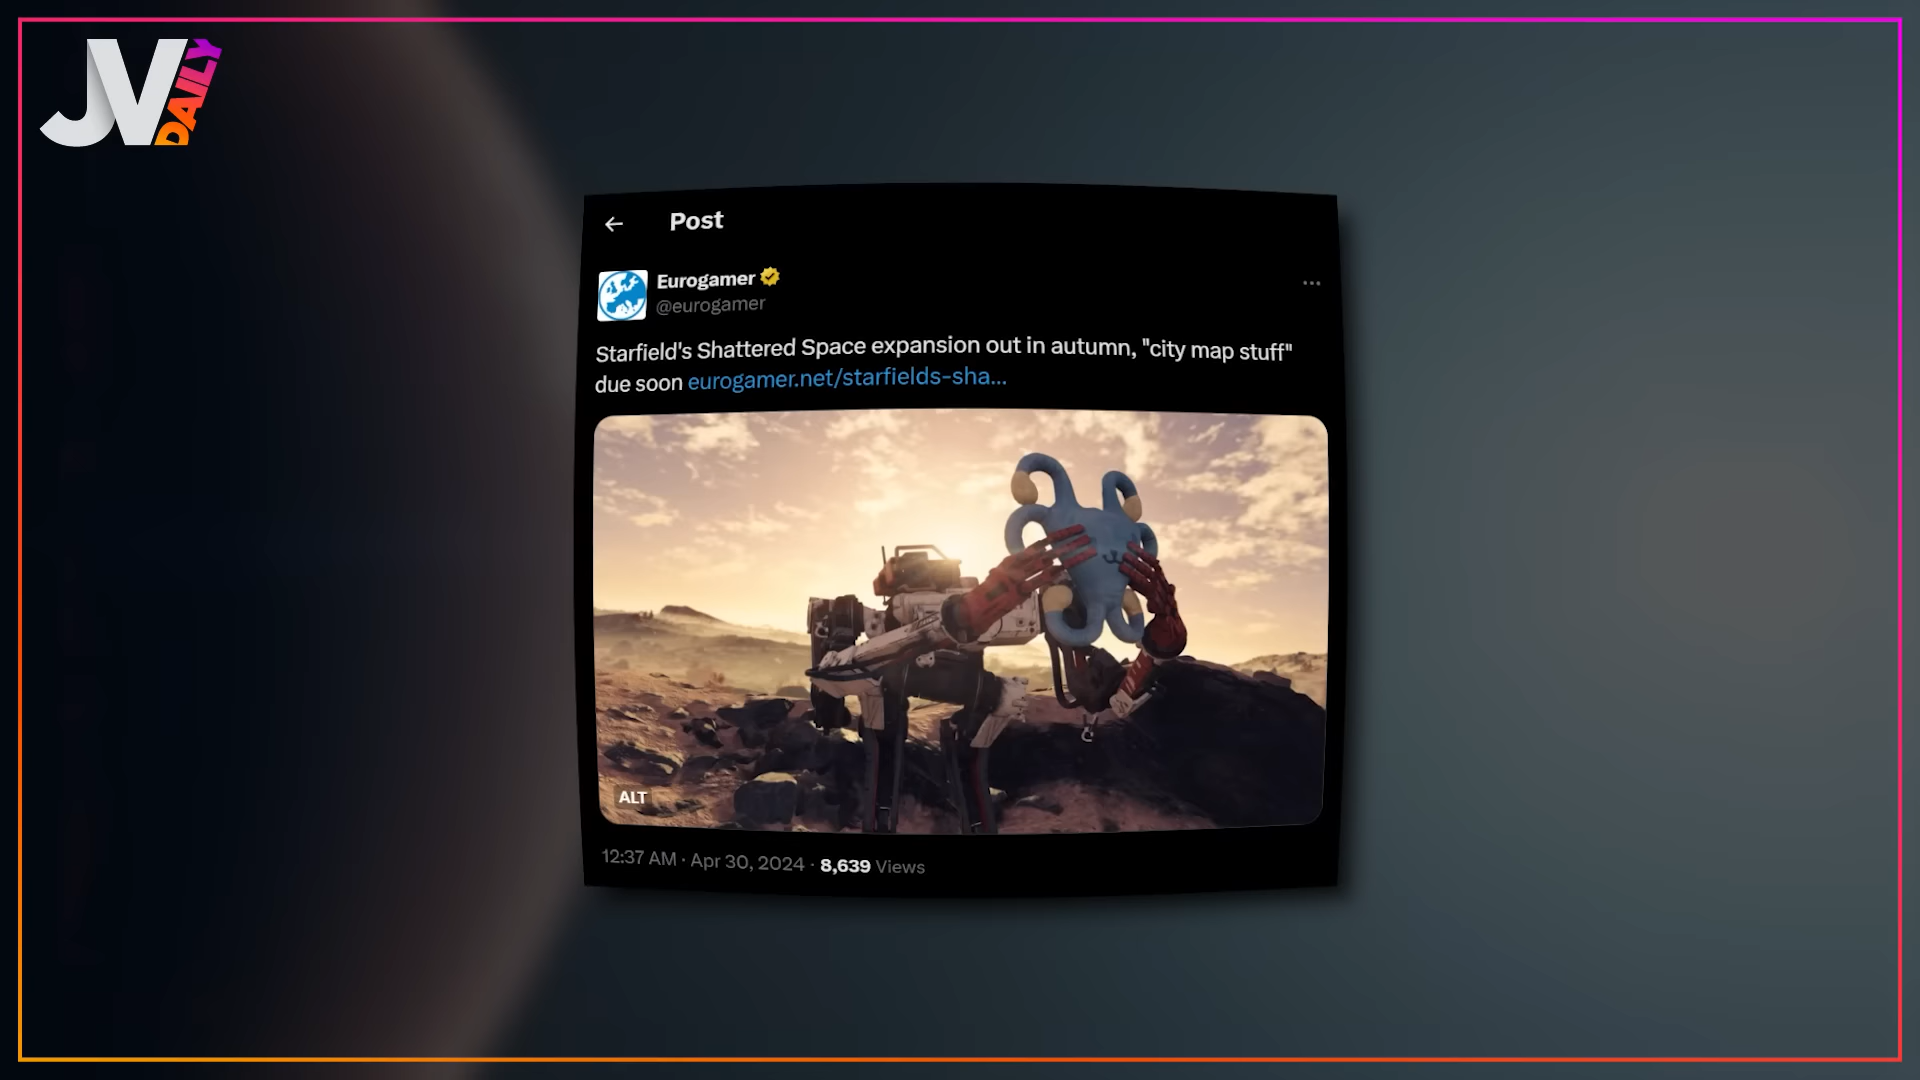 JV
DAILY
Post
Eurogamer
@eurogamer
Starfield's Shattered Space expansion out in autumn, "city map stuff"
due soon eurogamer.net/starfields-sha...
ALT
12:37 AM · Apr 30, 2024 · 8,639 Views